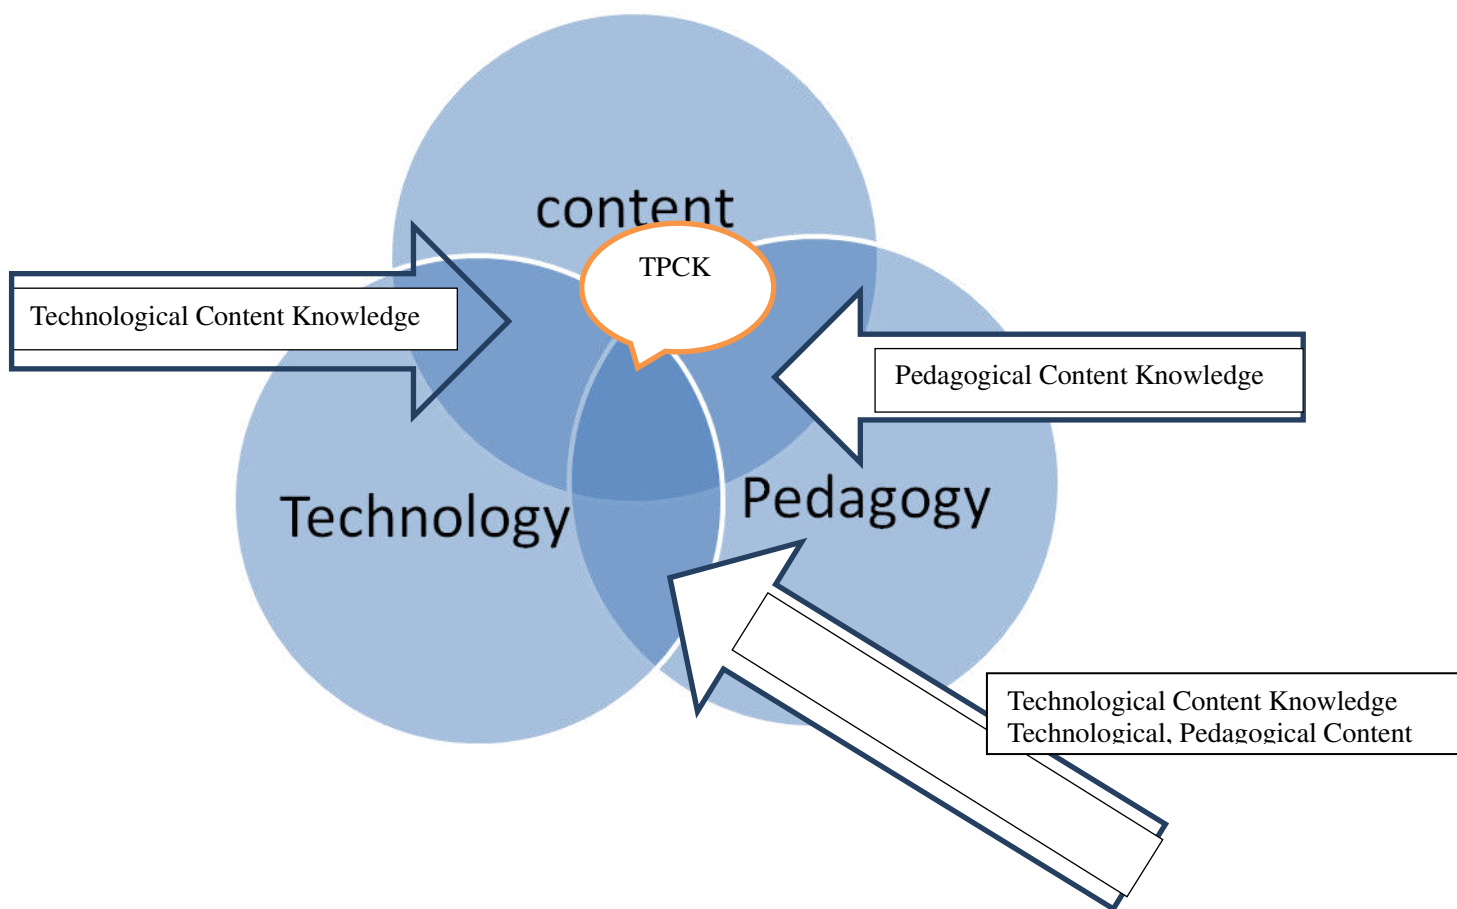 content
TPCK
Technological Content Knowledge
Pedagogical Content Knowledge
Technology
Pedagogy
Technological Content Knowledge
Technological, Pedagogical Content